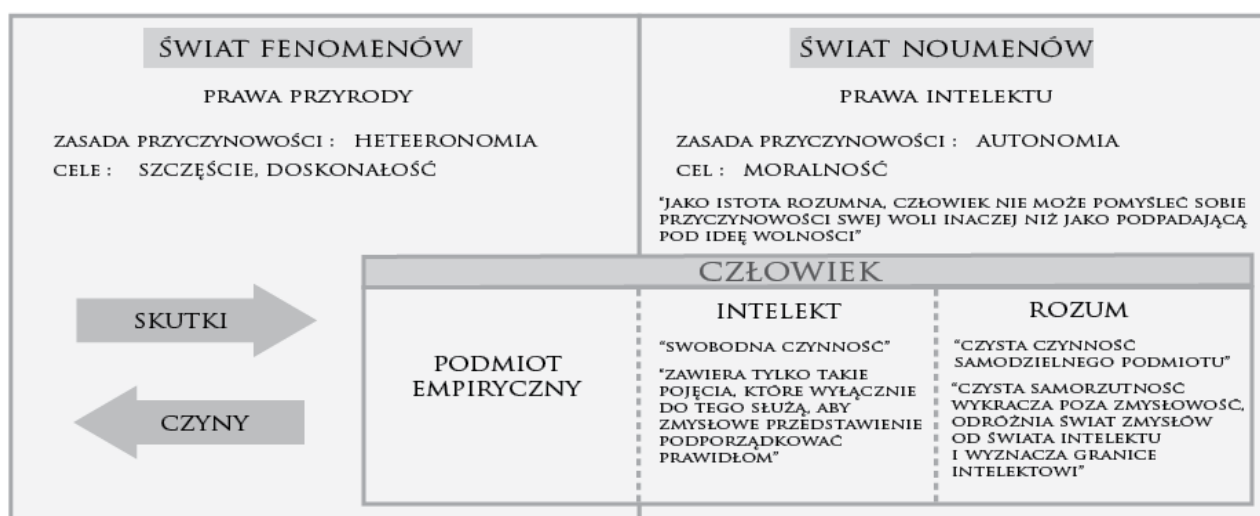 ŚWIAT FENOMENÓW
PRAWA PRZYRODY
ZASADA PRZYCZYNOWOŚCI : HETEERONOMIA
CELE : SZCZĘŚCIE, DOSKONAŁOŚĆ
ŚWIAT NOUMENÓW
PRAWA INTELEKTU
ZASADA PRZYCZYNOWOŚCI : AUTONOMIA
CEL : MORALNOŚĆ
"JAKO ISTOTA ROZUMNA, CZŁOWIEK NIE MOŻE POMYŚLEĆ SOBIE
PRZYCZYNOWOŚCI SWEJ WOLI INACZEJ NIŻ JAKO PODPADAJĄCĄ
POD IDEĘ WOLNOŚCI"
SKUTKI
CZYNY
CZŁOWIEK
PODMIOT
EMPIRYCZNY
INTELEKT
"SWOBODNA CZYNNOŚĆ"
"ZAWIERA TYLKO TAKIE
POJĘCIA, KTÓRE WYŁĄCZNIE
DO TEGO SŁUŻĄ, ABY
ZMYSŁOWE PRZEDSTAWIENIE
PODPORZĄDKOWAĆ
PRAWIDŁOM"
ROZUM
"CZYSTA CZYNNOŚĆ
SAMODZIELNEGO PODMIOTU"
"CZYSTA SAMORZUTNOŚĆ
WYKRACZA POZA ZMYSŁOWOŚĆ,
ODRÓŻNIA ŚWIAT ZMYSŁÓW
OD ŚWIATA INTELEKTU
I WYZNACZA GRANICE
INTELEKTOWI"